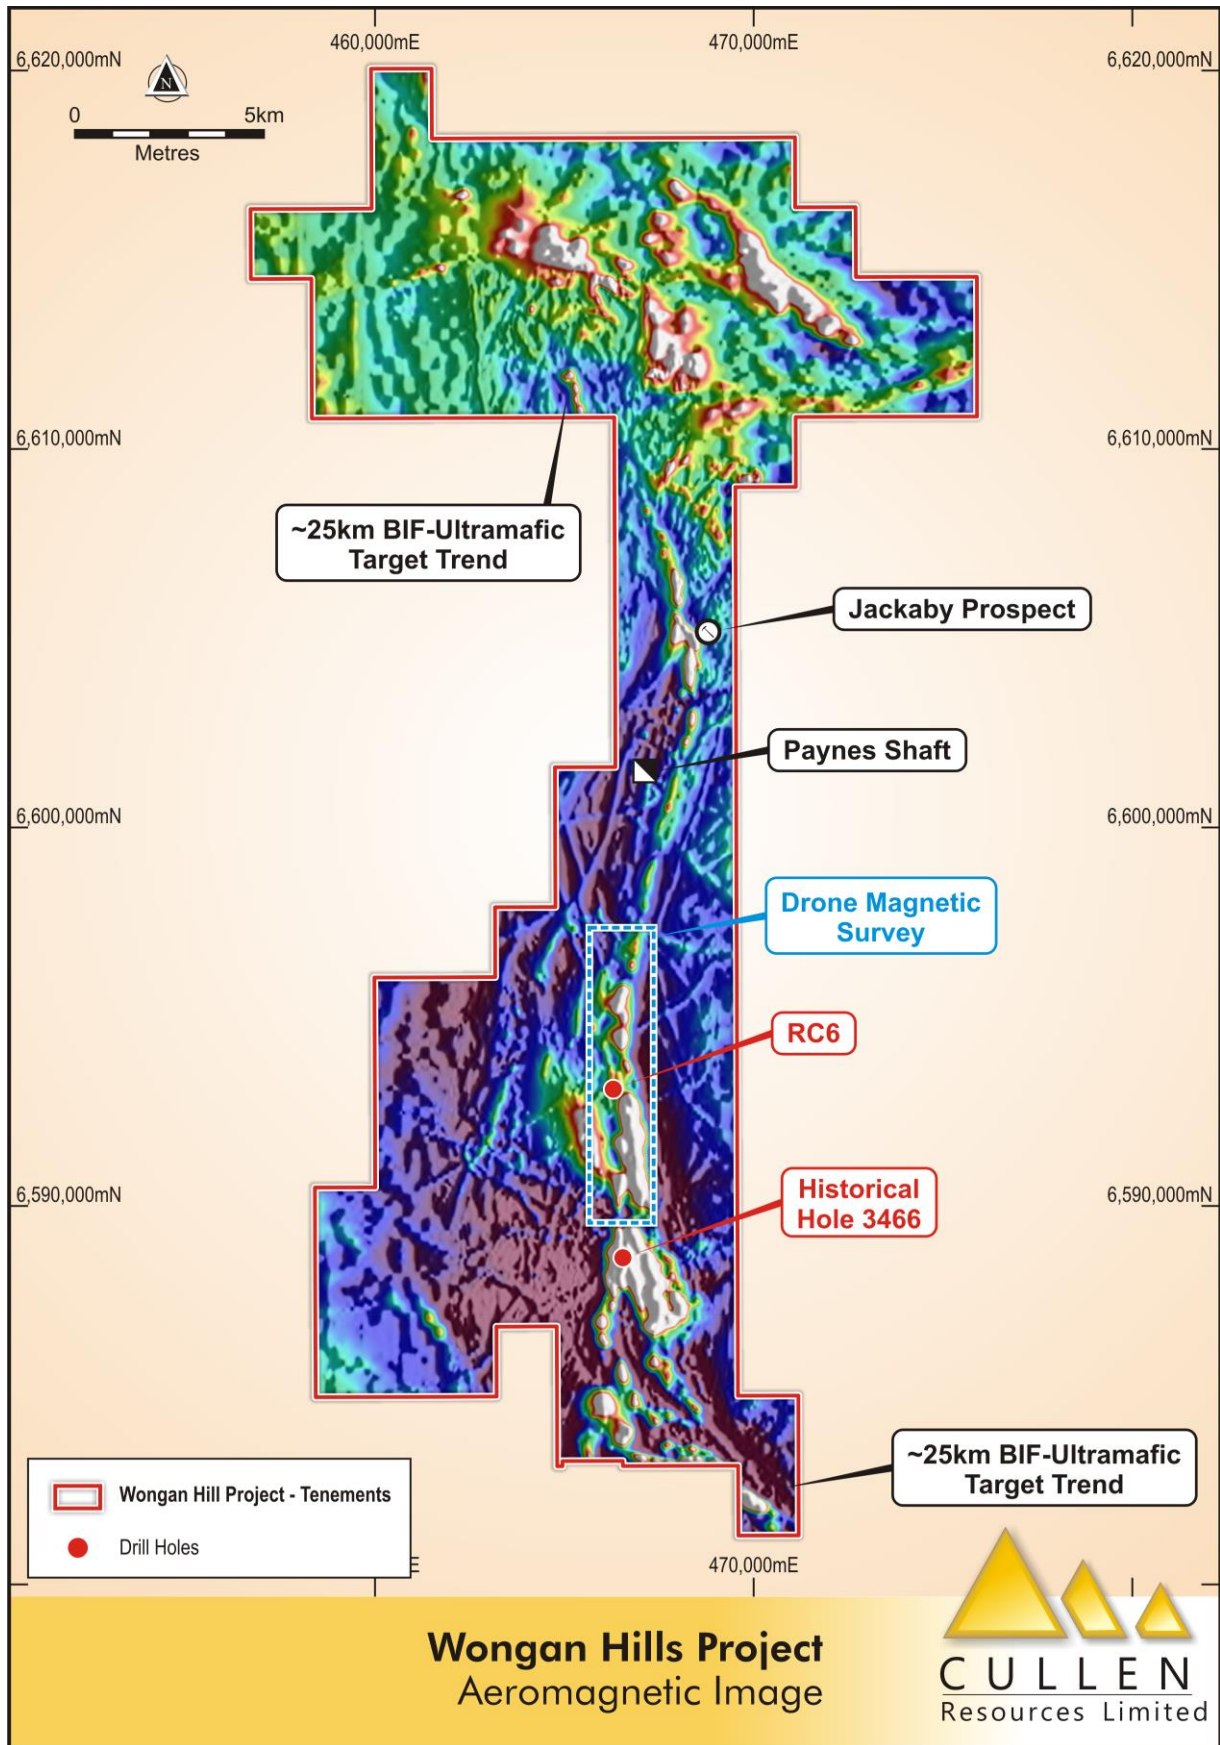 460,000mE
470,000mE
6,620,000mN
6,620,000mN
N
0
5km
Metres
6,610,000mN
6,610,000mN
~25km BIF-Ultramafic
Target Trend
Jackaby Prospect
Paynes Shaft
6,600,000mN
6,600,000mN
Drone Magnetic
Survey
RC6
6,590,000mN
6,590,000mN
Historical
Hole 3466
~25km BIF-Ultramafic
Target Trend
Wongan Hill Project - Tenements
Drill Holes
E
470,000mE
Wongan Hills Project
Aeromagnetic Image
CULLEN
Resources Limited